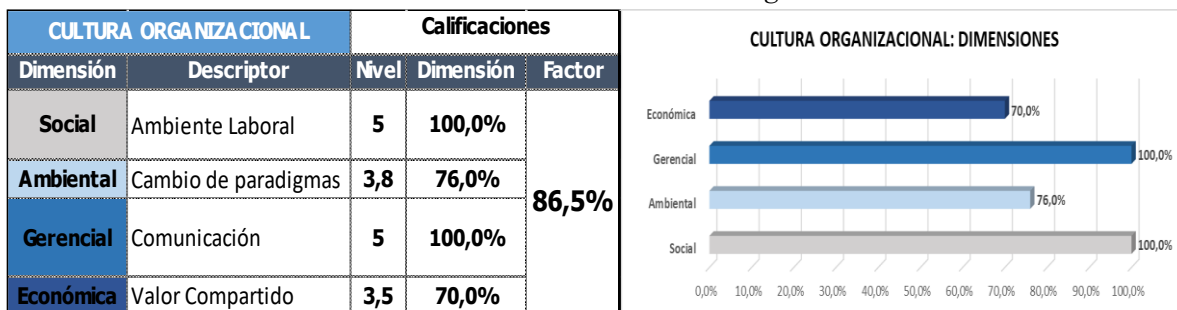 CULTURA ORGANIZACIONAL Calificaciones
Dimensión Descriptor Nivel Dimensión Factor
Social Ambiente Laboral 5 100,0%
Ambiental Cambio de paradigmas 3,8 76,0%
86,5%
Gerencial Comunicación 5 100,0%
Económica Valor Compartido 3,5 70,0%
CULTURA ORGANIZACIONAL: DIMENSIONES
Económica 70,0%
Gerencial 100,0%
Ambiental 76,0%
Social 100,0%
0,0% 10,0% 20,0% 30,0% 40,0% 50,0% 60,0% 70,0% 80,0% 90,0% 100,0%